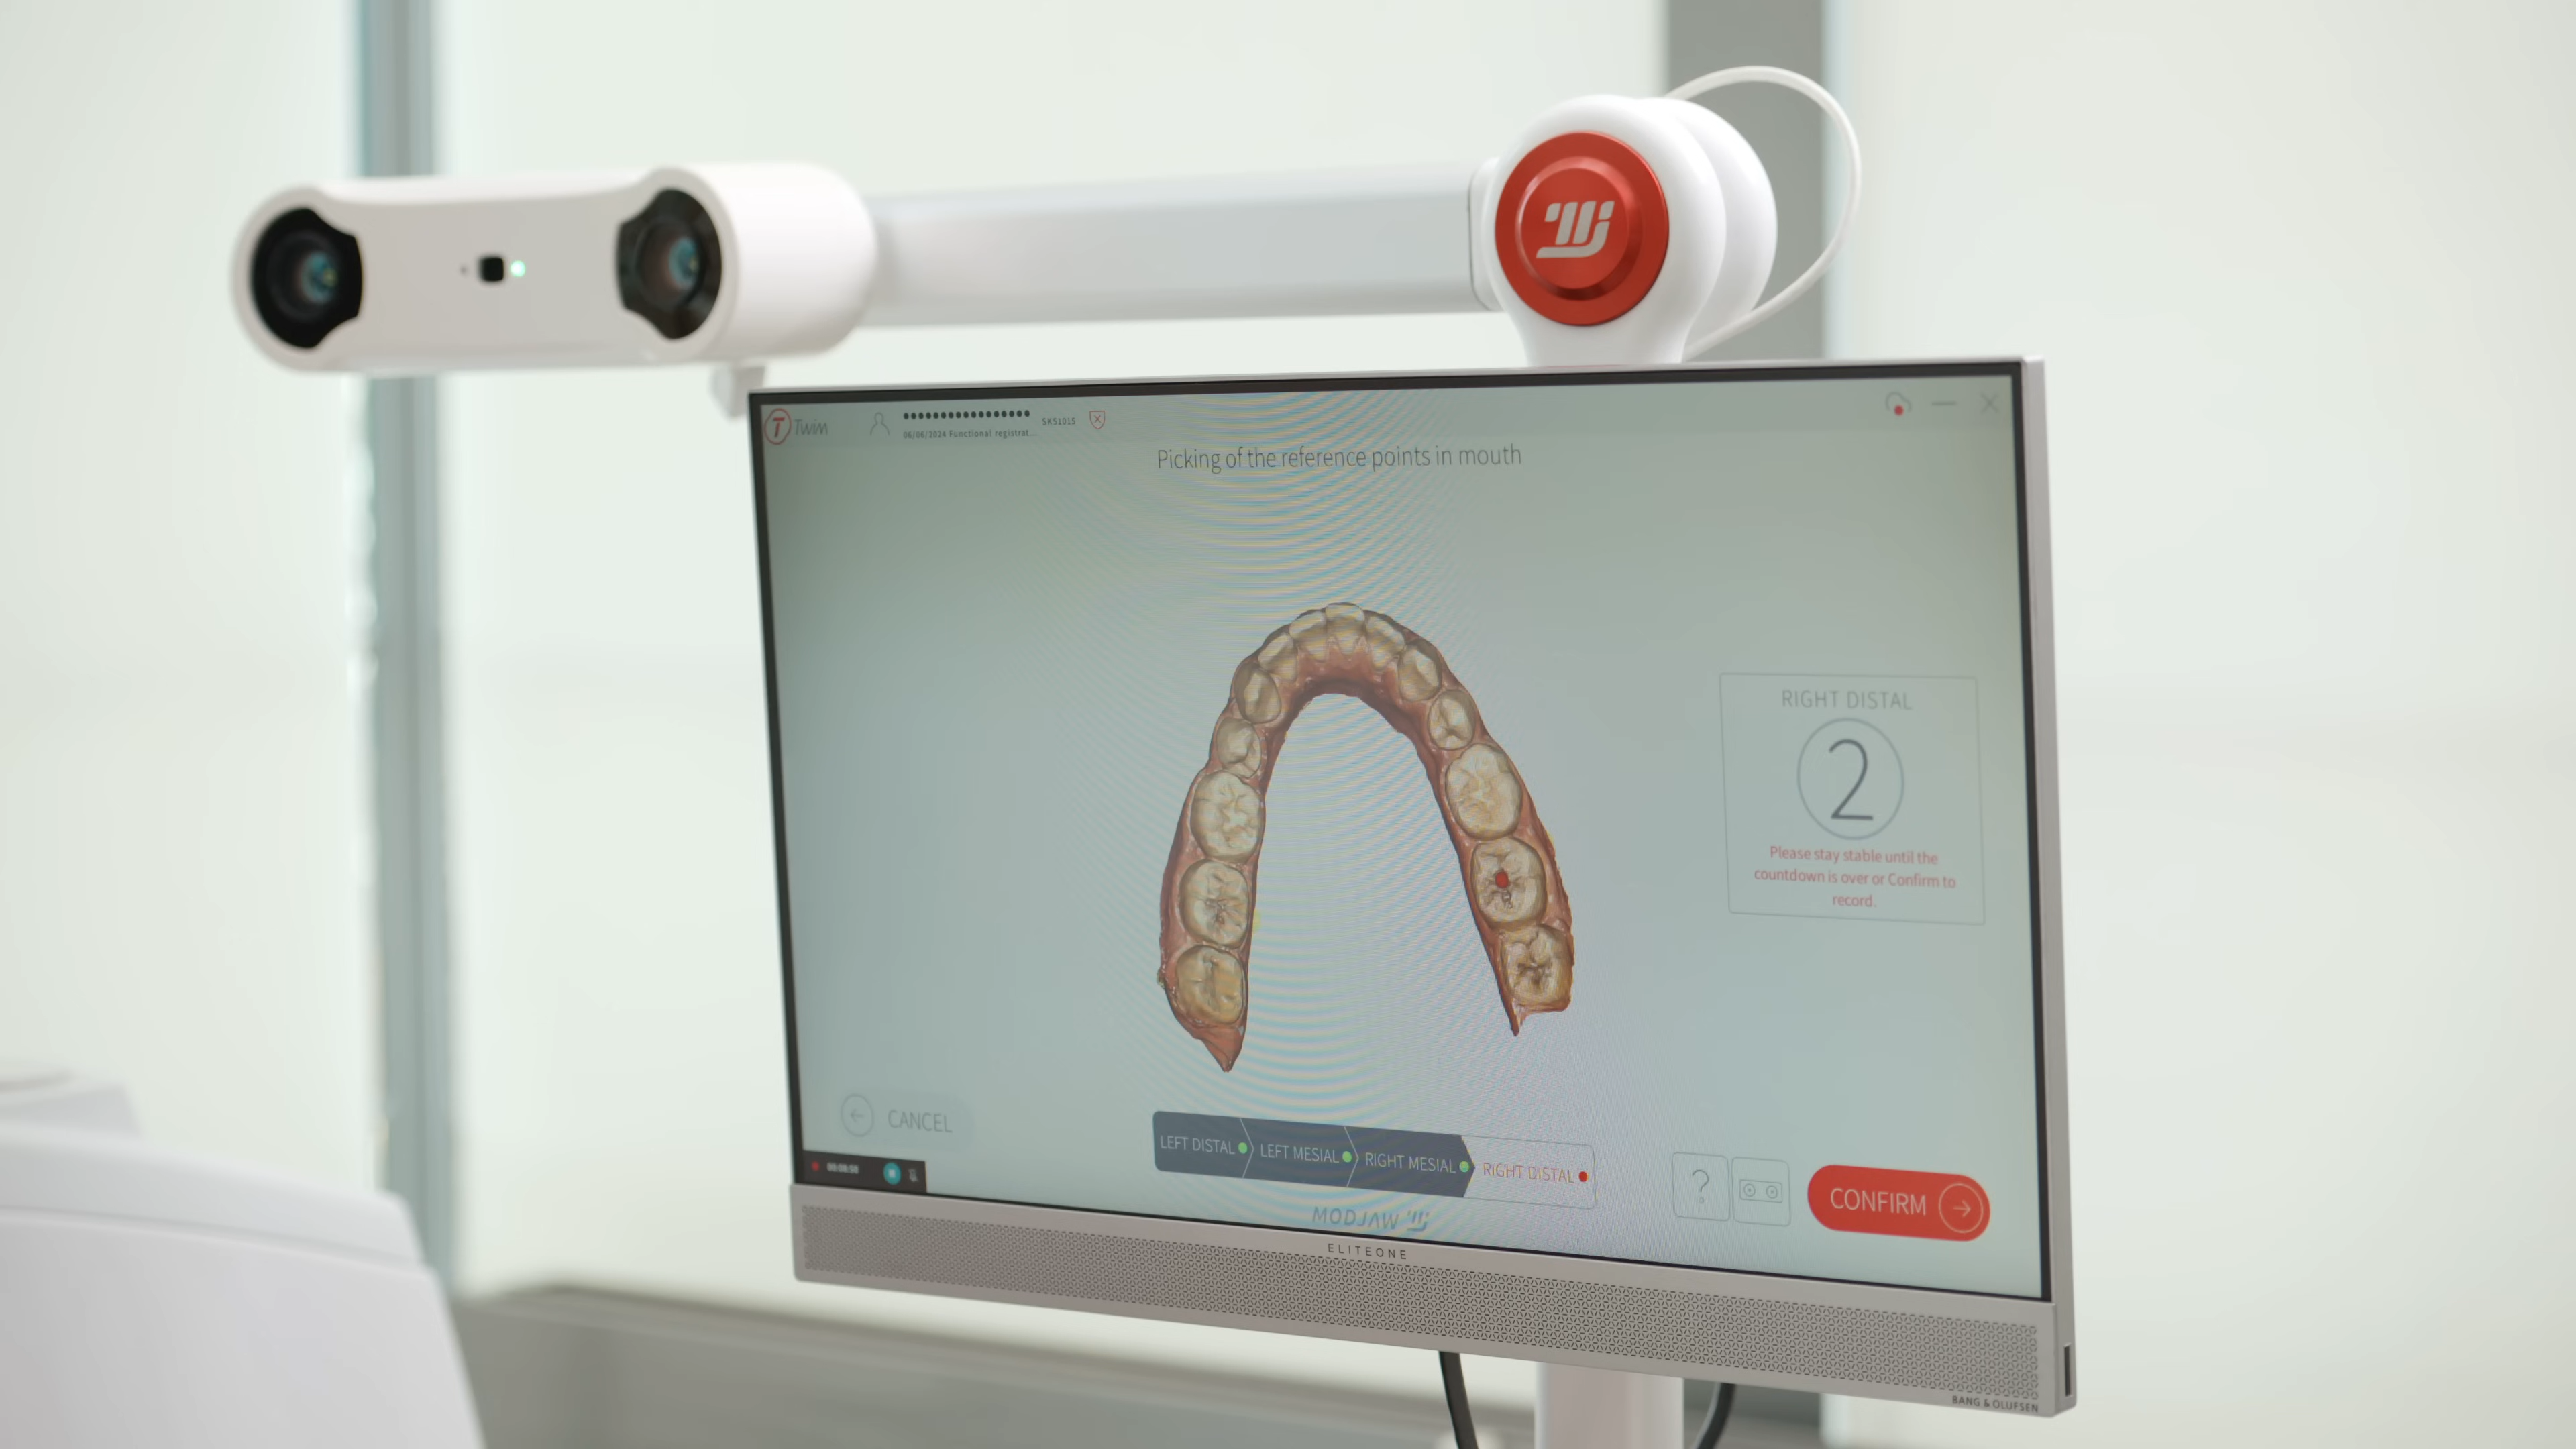 Twin
06/06/2024 Functional registrat...
SK51015
Picking of the reference points in mouth
RIGHT DISTAL
2
Please stay stable until the
countdown is over or Confirm to
record.
CANCEL
LEFT DISTAL
LEFT MESIAL
RIGHT MESIAL
RIGHT DISTAL
?
CONFIRM
MODJAW
ELITEONE
BANG & OLUFSEN